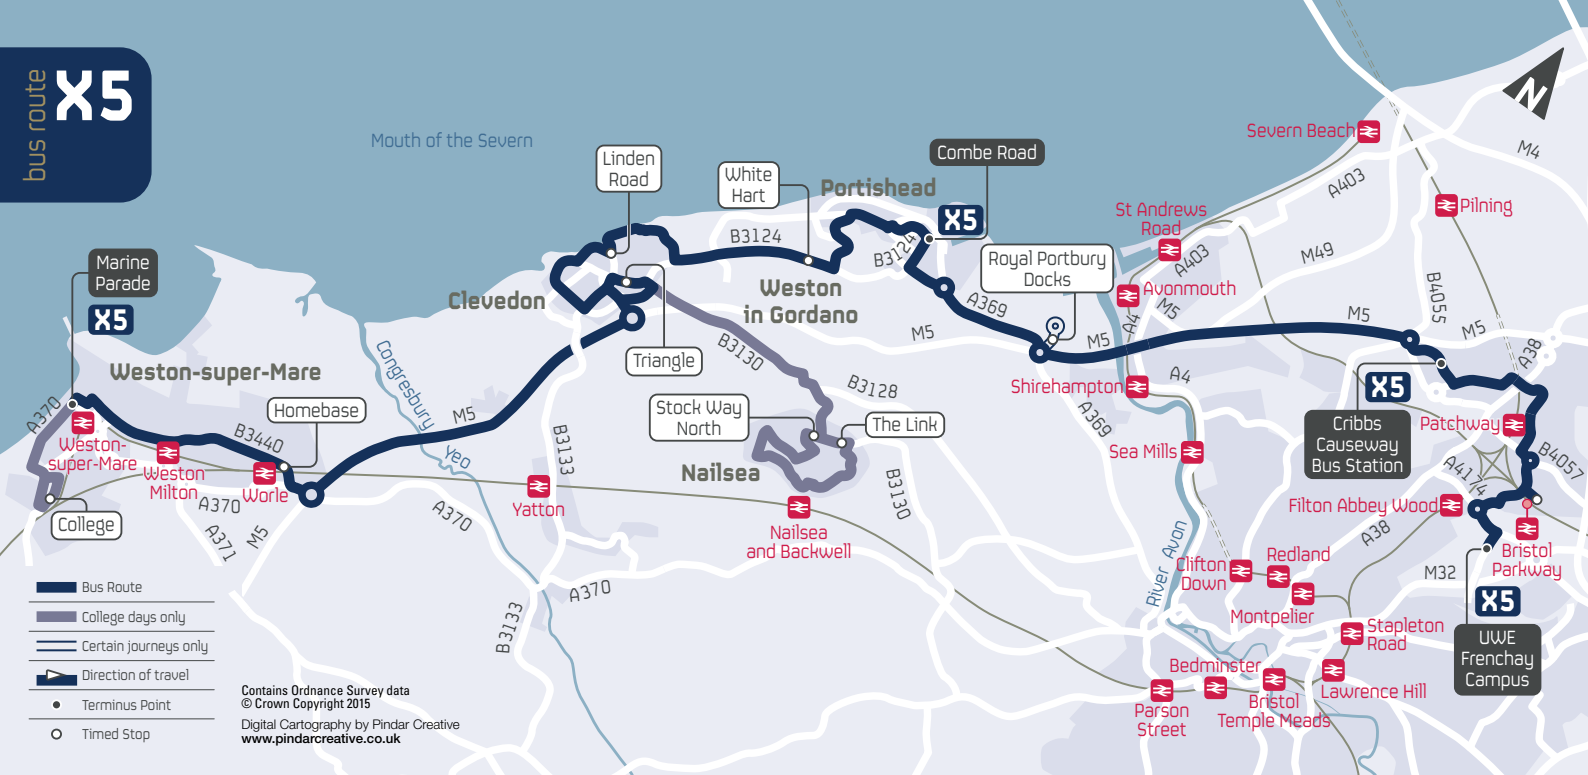 bus route
X5
Mouth of the Severn
Linden
Road
White
Hart
Portishead
Combe Road
X5
Severn Beach
N
M4
A403
Pilning
St Andrews
Road
A403
M49
B4055
Marine
Parade
X5
Clevedon
B3124
B3124
Weston
in Gordano
Royal Portbury
Docks
Avonmouth
M5
A4
A369
M5
M5
M5
M5
A38
Weston-super-Mare
Congresbury
Yeo
Triangle
B3130
B3128
Shirehampton
A4
X5
Cribbs
Causeway
Bus Station
Patchway
A370
Weston-
super-Mare
Homebase
B3440
M5
Stock Way
North
The Link
A369
Weston
Milton
Worle
B3133
Nailsea
Sea Mills
B4057
A4174
College
A370
A371
M5
A370
Yatton
Nailsea
and Backwell
B3130
Filton Abbey Wood
A38
Bristol
Parkway
River Avon
Clifton
Down
Redland
M32
Montpelier
X5
UWE
Frenchay
Campus
B3133
A370
Stapleton
Road
Bedminster
Lawrence Hill
Parson
Street
Bristol
Temple Meads
Bus Route
College days only
Certain journeys only
Direction of travel
Terminus Point
Timed Stop
Contains Ordnance Survey data
© Crown Copyright 2015
Digital Cartography by Pindar Creative
www.pindarcreative.co.uk